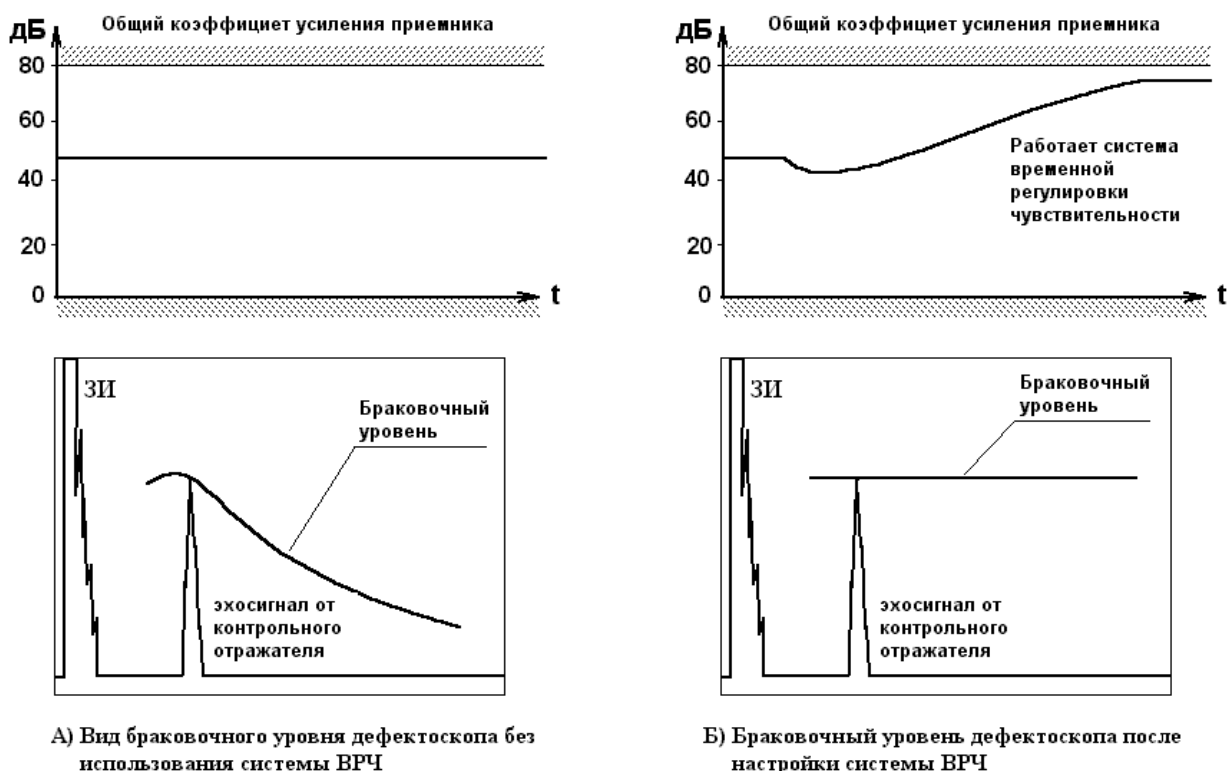 Общий коэффициет усиления приемника
дБ
80
60
40
20
0
t
ЗИ
Браковочный
уровень
эхосигнал от
контрольного
отражателя
А) Вид браковочного уровня дефектоскопа без
использования системы ВРЧ
Общий коэффициет усиления приемника
дБ
80
60
40
20
0
t
Работает система
временной
регулировки
чувствительности
ЗИ
Браковочный
уровень
эхосигнал от
контрольного
отражателя
Б) Браковочный уровень дефектоскопа после
настройки системы ВРЧ